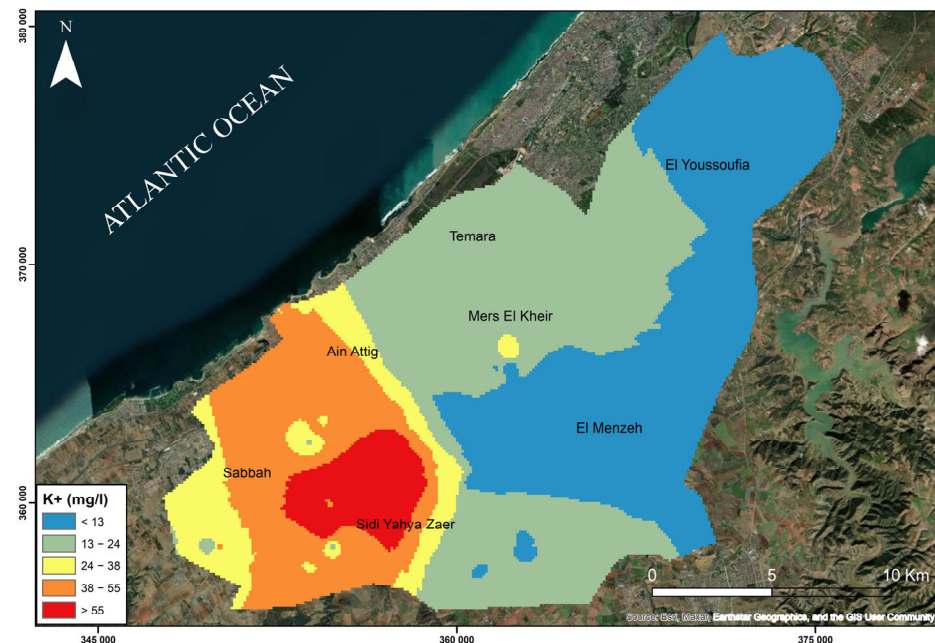 380 000
N
ATLANTIC OCEAN
El Youssoufia
Temara
370 000
Mers El Kheir
Ain Attig
El Menzeh
Sabbah
360 000
Sidi Yahya Zaer
K+ (mg/l)
< 13
13 – 24
24 – 38
38 – 55
> 55
0 5 10 Km
Source: Esri, Maxar, Earthstar Geographics, and the GIS User Community
345 000 360 000 375 000